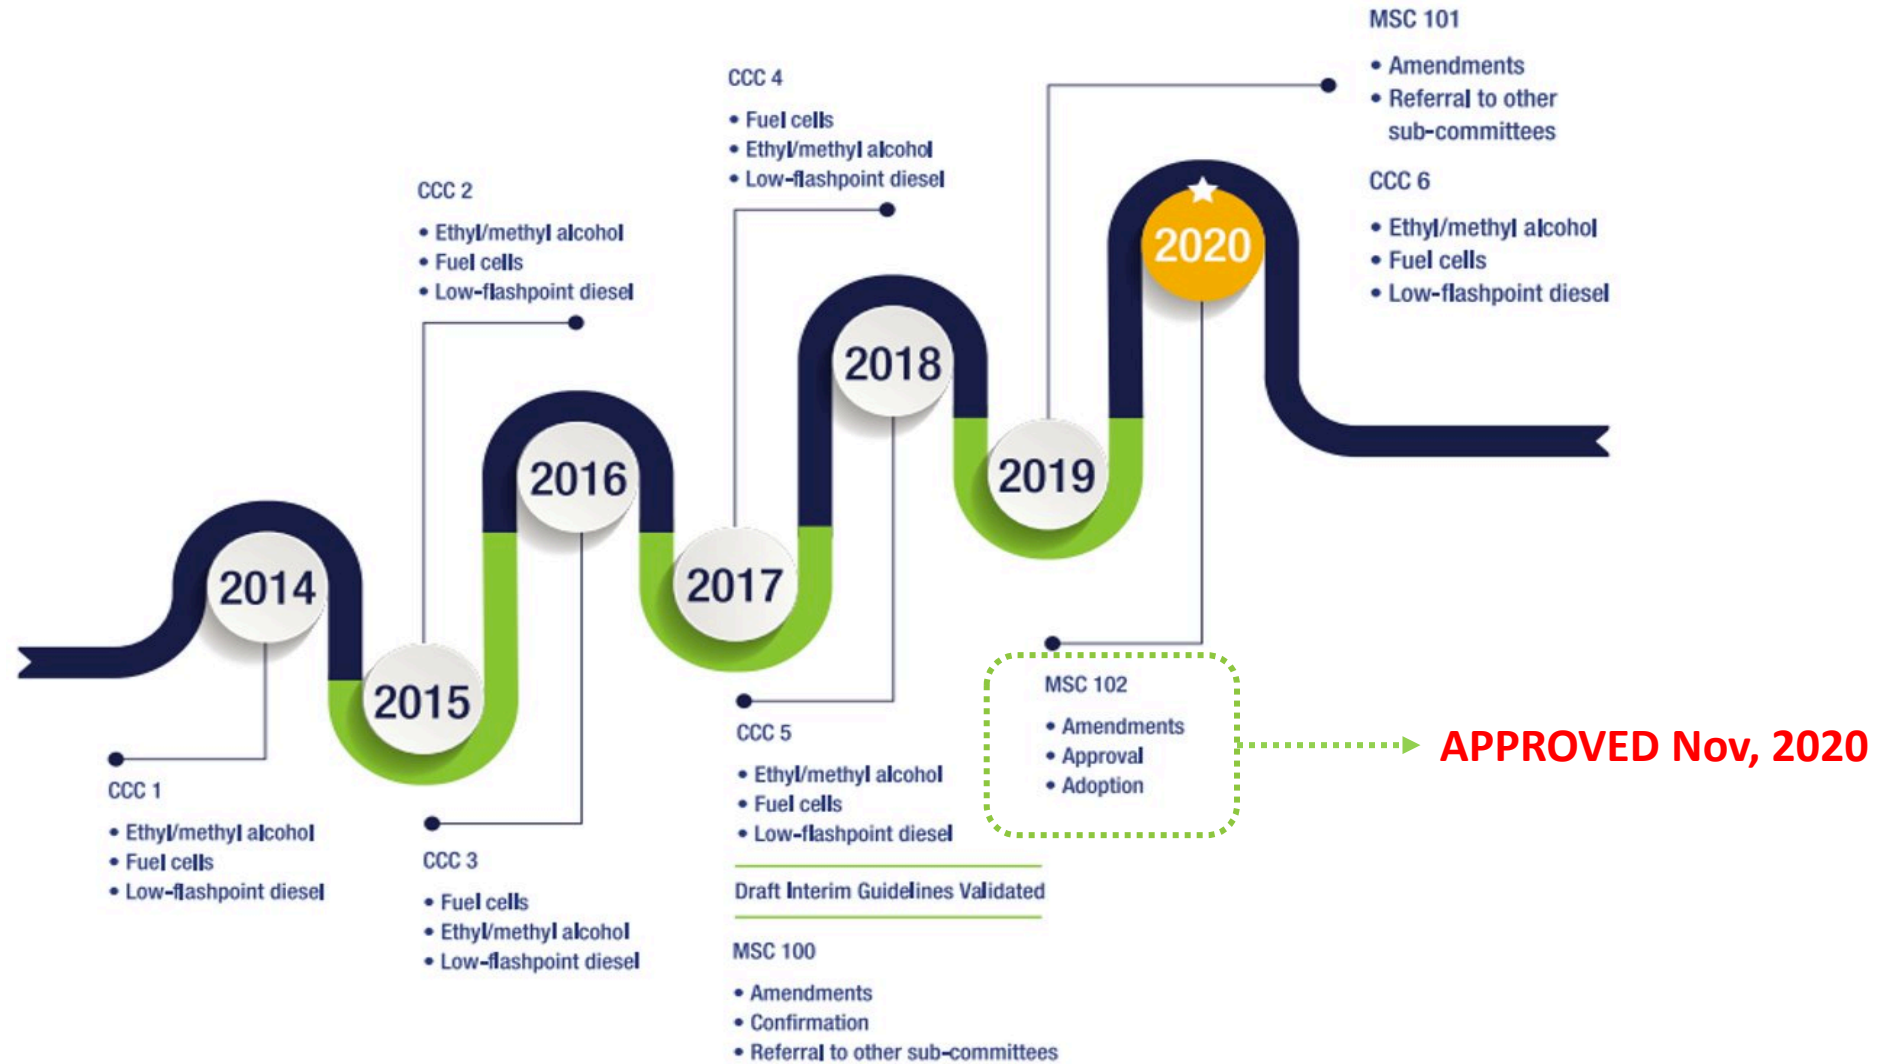 MSC 101
• Amendments
• Referral to other
sub-committees
CCC 6
• Ethyl/methyl alcohol
• Fuel cells
• Low-flashpoint diesel
CCC 4
• Fuel cells
• Ethyl/methyl alcohol
• Low-flashpoint diesel
CCC 2
• Ethyl/methyl alcohol
• Fuel cells
• Low-flashpoint diesel
2014
2015
2016
2017
2018
2019
2020
CCC 1
• Ethyl/methyl alcohol
• Fuel cells
• Low-flashpoint diesel
CCC 3
• Fuel cells
• Ethyl/methyl alcohol
• Low-flashpoint diesel
CCC 5
• Ethyl/methyl alcohol
• Fuel cells
• Low-flashpoint diesel
Draft Interim Guidelines Validated
MSC 100
• Amendments
• Confirmation
• Referral to other sub-committees
MSC 102
• Amendments
• Approval
• Adoption
APPROVED Nov, 2020